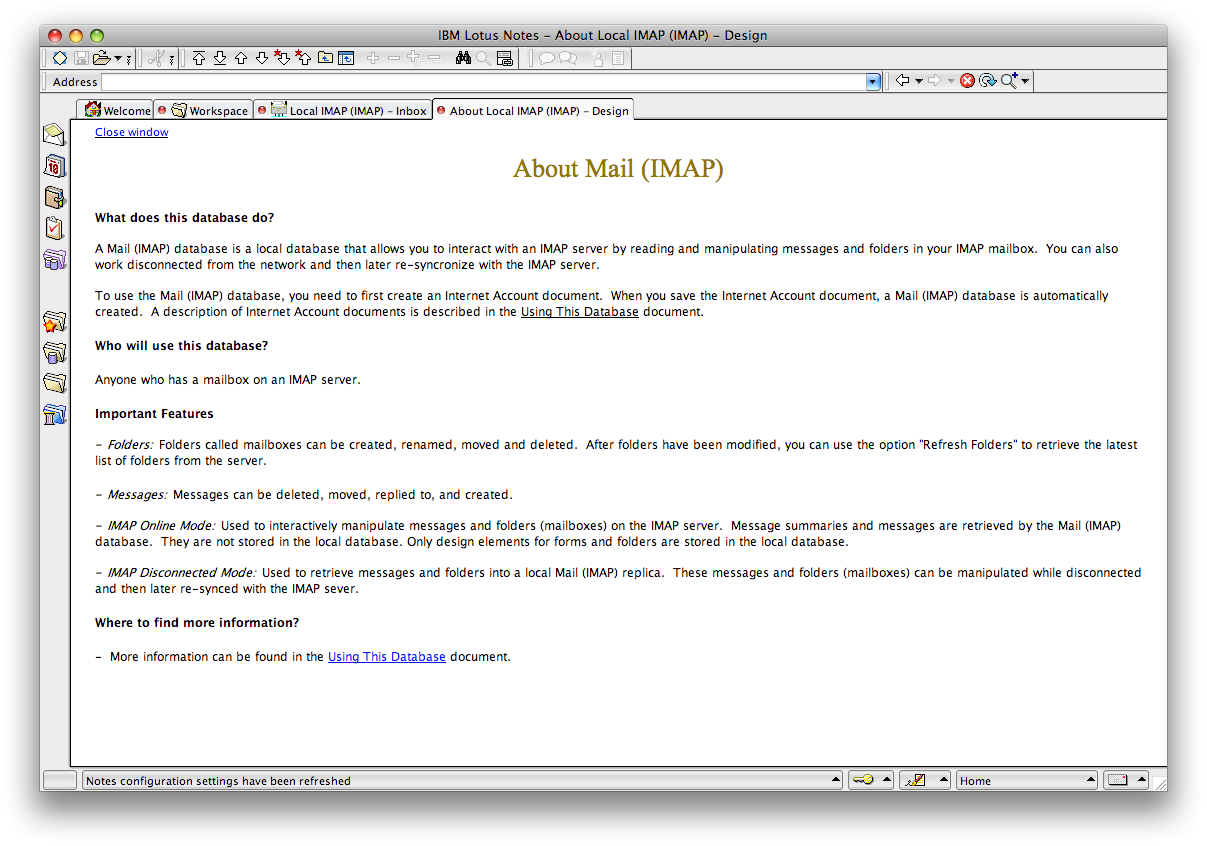 IBM Lotus Notes – About Local IMAP (IMAP) – Design
Address
Welcome
Workspace
Local IMAP (IMAP) – Inbox
About Local IMAP (IMAP) – Design
Close window
18
About Mail (IMAP)
What does this database do?
A Mail (IMAP) database is a local database that allows you to interact with an IMAP server by reading and manipulating messages and folders in your IMAP mailbox. You can also
work disconnected from the network and then later re-syncronize with the IMAP server.
To use the Mail (IMAP) database, you need to first create an Internet Account document. When you save the Internet Account document, a Mail (IMAP) database is automatically
created. A description of Internet Account documents is described in the Using This Database document.
Who will use this database?
Anyone who has a mailbox on an IMAP server.
Important Features
– Folders: Folders called mailboxes can be created, renamed, moved and deleted. After folders have been modified, you can use the option "Refresh Folders" to retrieve the latest
list of folders from the server.
– Messages: Messages can be deleted, moved, replied to, and created.
– IMAP Online Mode: Used to interactively manipulate messages and folders (mailboxes) on the IMAP server. Message summaries and messages are retrieved by the Mail (IMAP)
database. They are not stored in the local database. Only design elements for forms and folders are stored in the local database.
– IMAP Disconnected Mode: Used to retrieve messages and folders into a local Mail (IMAP) replica. These messages and folders (mailboxes) can be manipulated while disconnected
and then later re-synced with the IMAP sever.
Where to find more information?
– More information can be found in the Using This Database document.
Notes configuration settings have been refreshed
Home